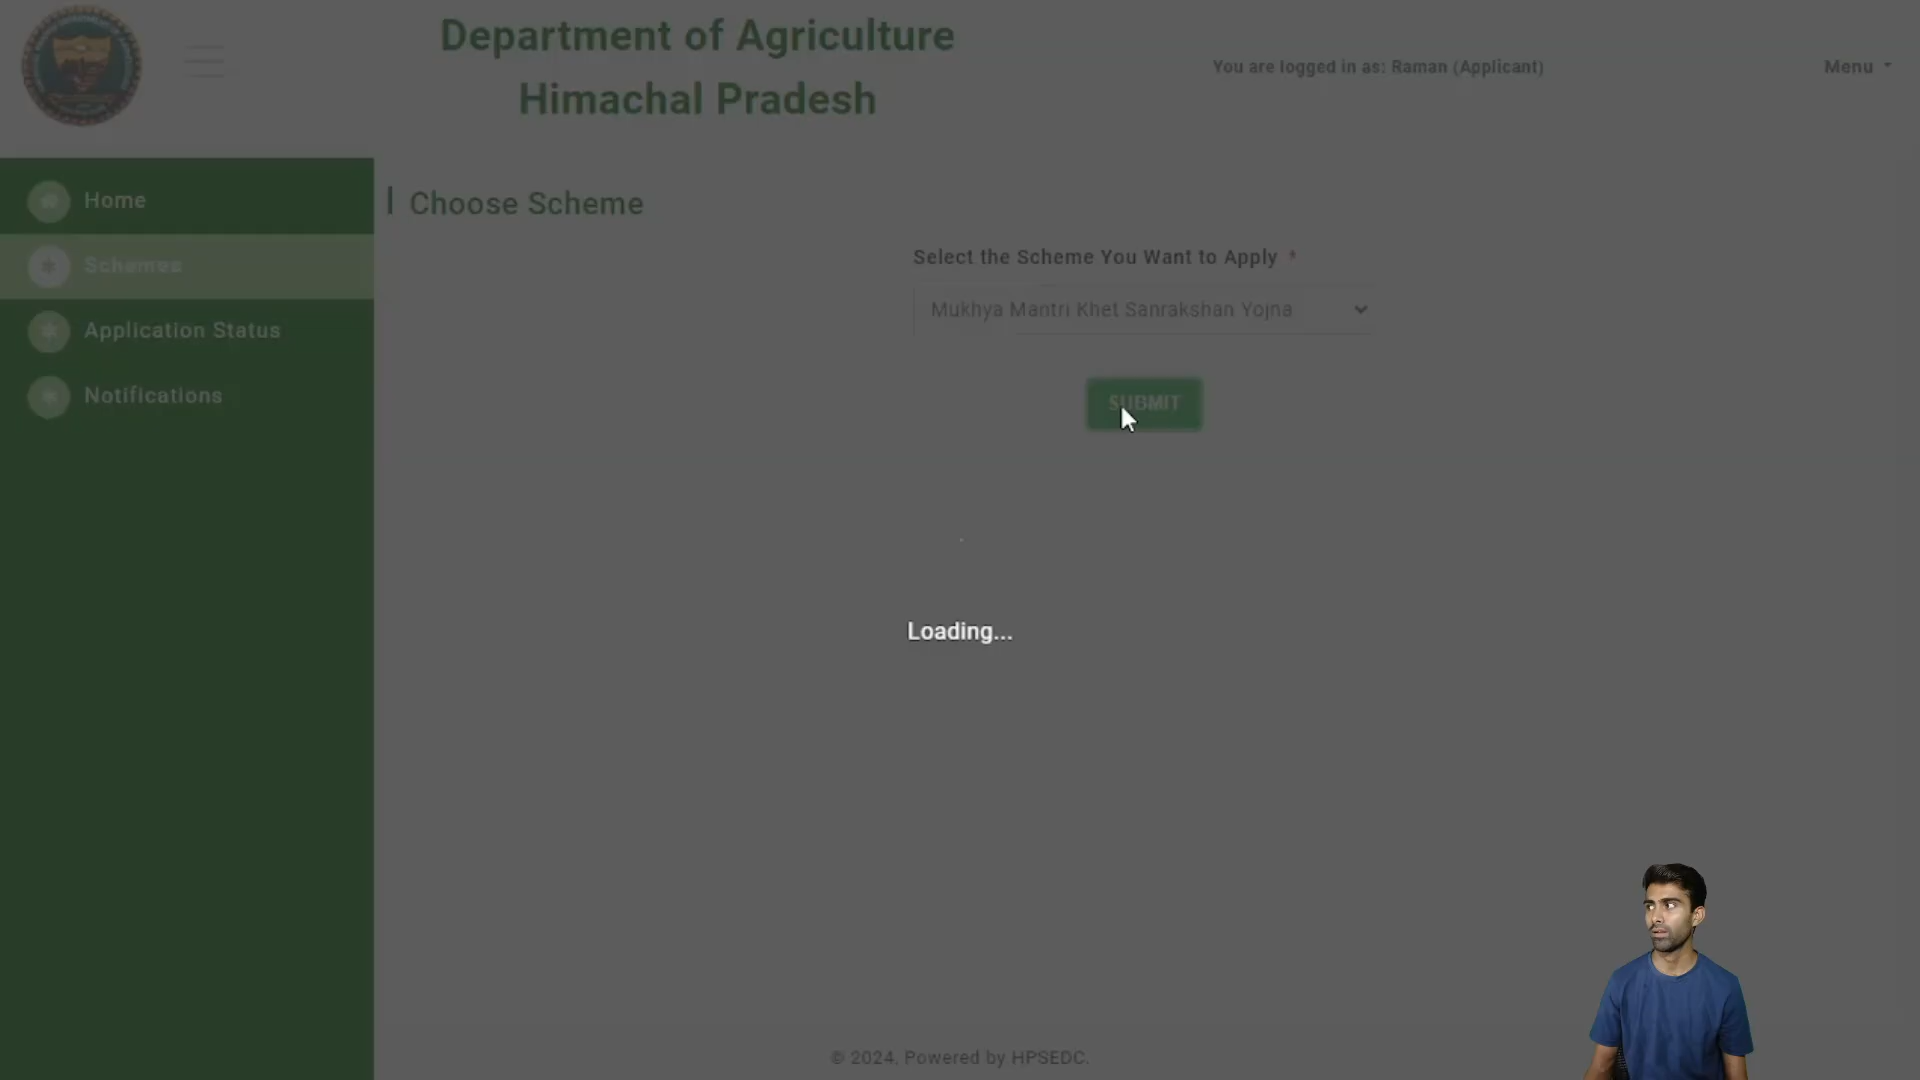 Department of Agriculture
Himachal Pradesh
You are logged in as: Raman (Applicant)
Menu
Home
Schemes
Application Status
Notifications
Choose Scheme
Select the Scheme You Want to Apply *
Mukhya Mantri Khet Sanrakshan Yojna
SUBMIT
Loading...
© 2024, Powered by HPSEDC.